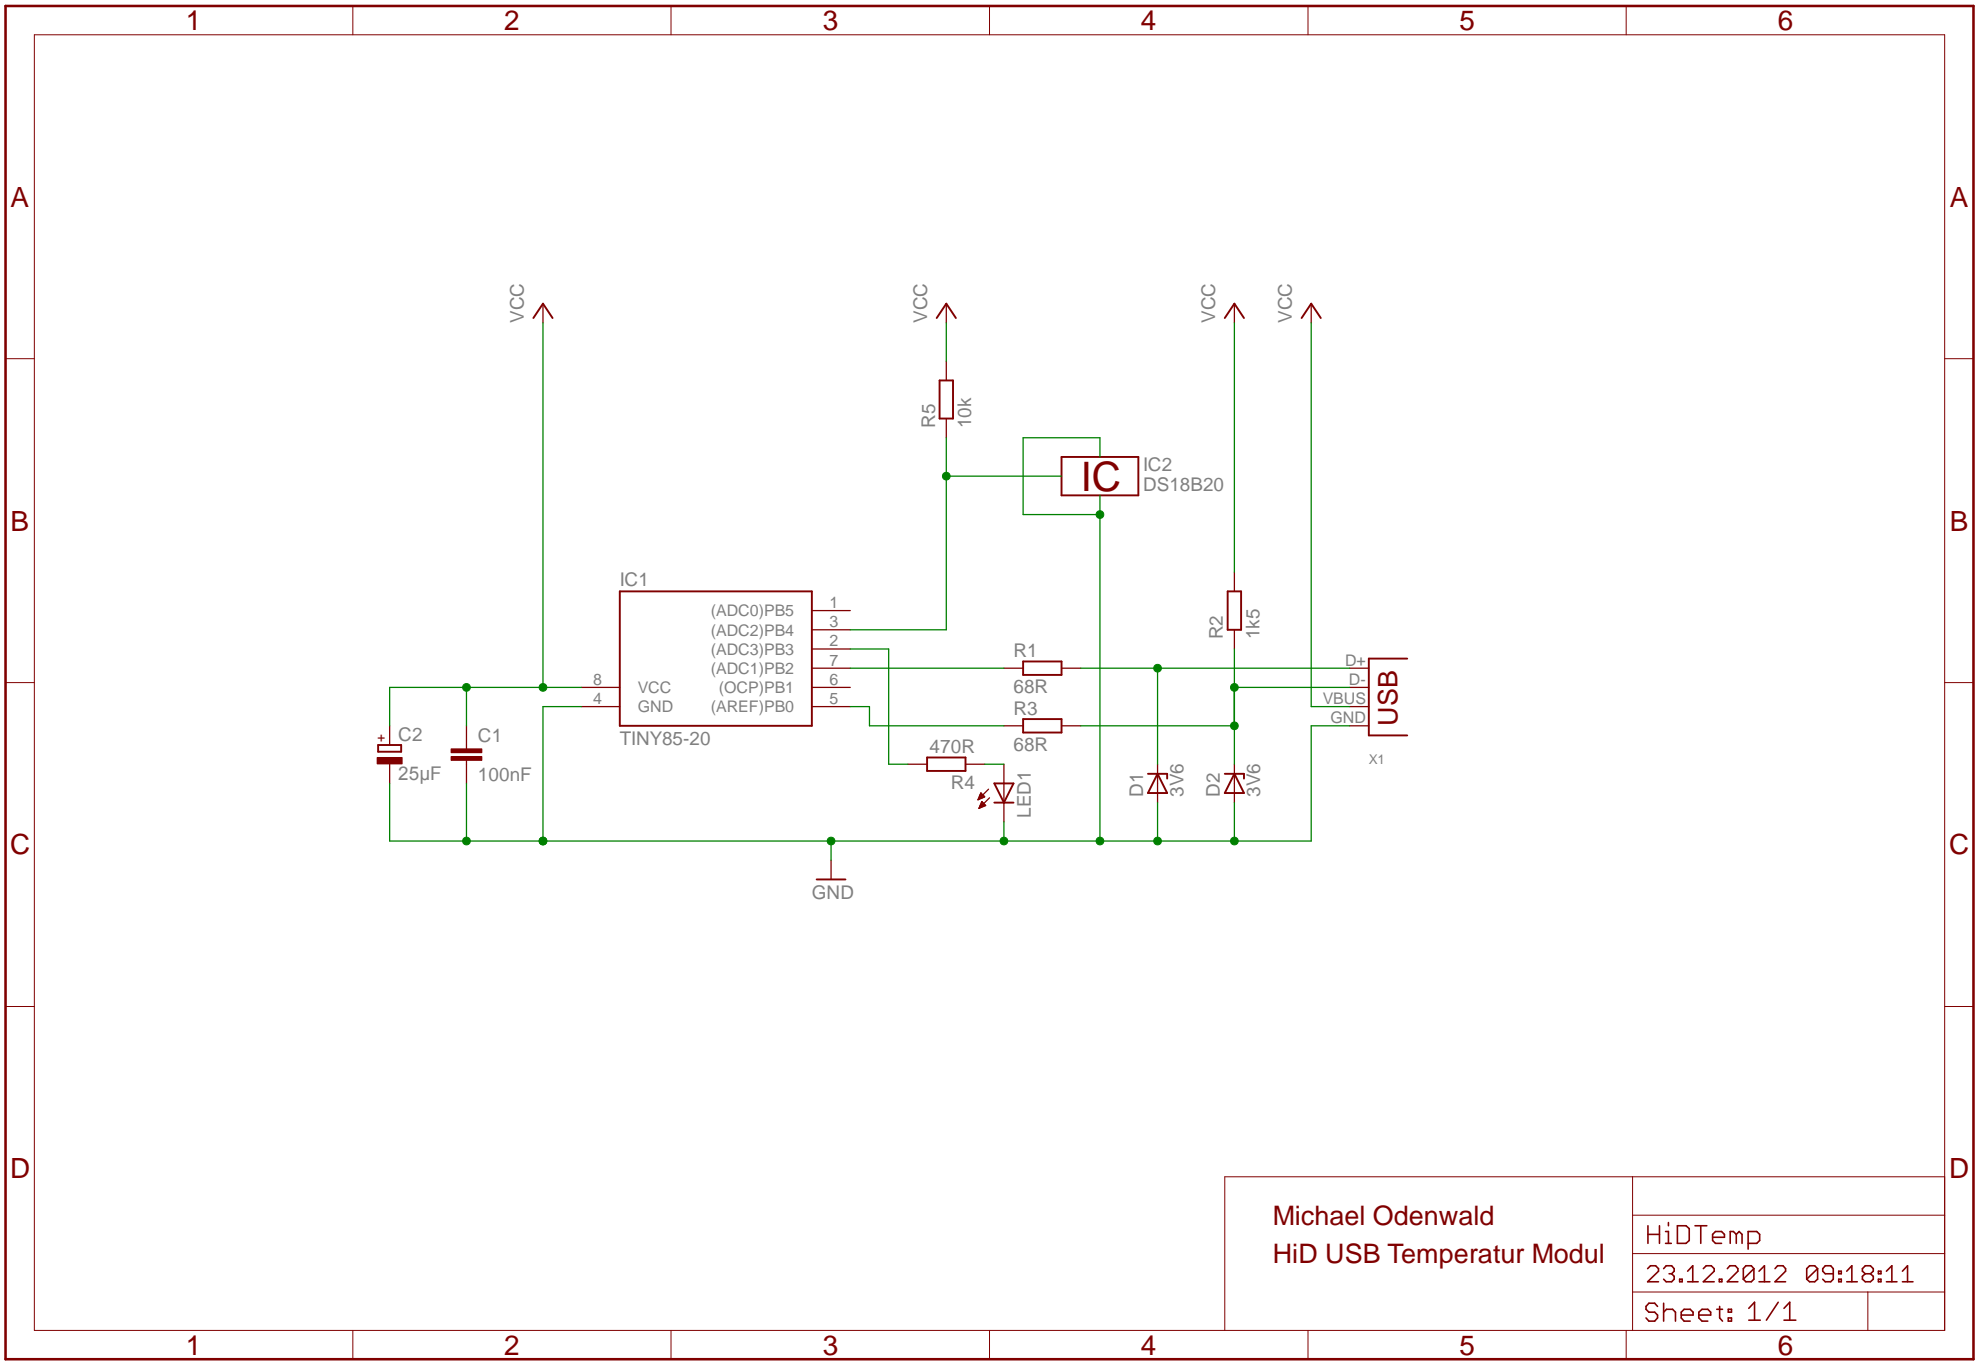 1 2 3 4 5 6
A A
VCC VCC VCC VCC
R5 10k
IC
IC2
DS18B20
B B
IC1
(ADC0)PB5 1
(ADC2)PB4 3
(ADC3)PB3 2
(ADC1)PB2 7
8 VCC (OCP)PB1 6
4 GND (AREF)PB0 5
TINY85-20
R2 1k5
R1
68R
R3
68R
D+
D-
VBUS
GND
USB
X1
+ C2
25µF
C1
100nF
470R
R4
LED1
D1 3V6
D2 3V6
C C
GND
D D
Michael Odenwald
HiD USB Temperatur Modul
HiDTemp
23.12.2012 09:18:11
Sheet: 1/1
1 2 3 4 5 6